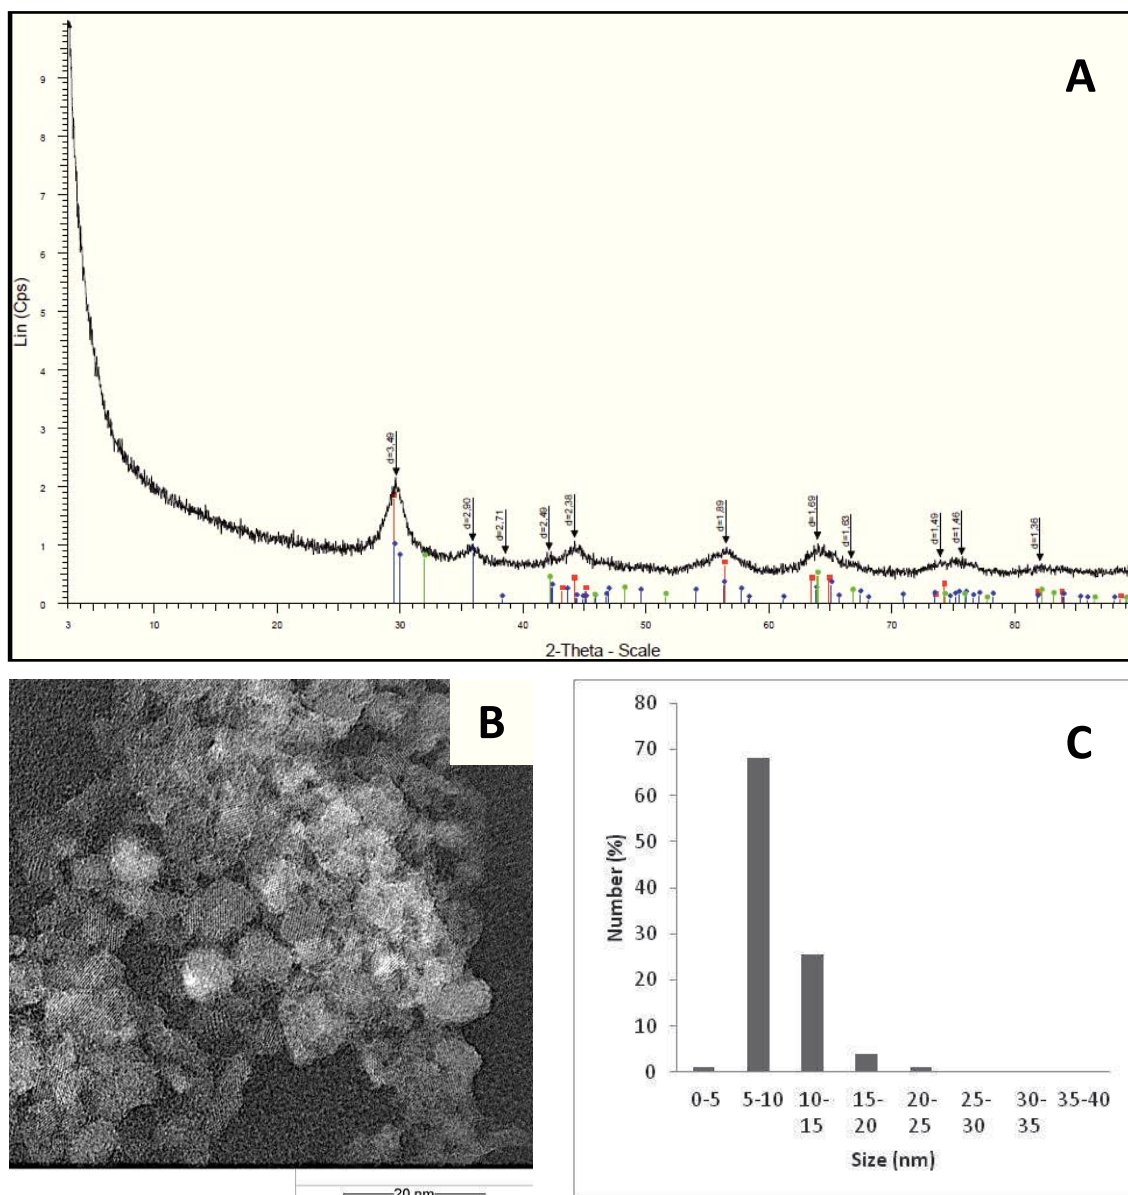 A
Lin (Cps)
9
8
7
6
5
4
3
2
1
0
d=3,49
d=2,90
d=2,71
d=2,49
d=2,38
d=1,89
d=1,69
d=1,63
d=1,49
d=1,46
d=1,36
3 10 20 30 40 50 60 70 80
2-Theta - Scale
B
20 nm
C
Number (%)
80
70
60
50
40
30
20
10
0
0-5 5-10 10- 15- 20- 25- 30- 35-40
15 20 25 30 35
Size (nm)